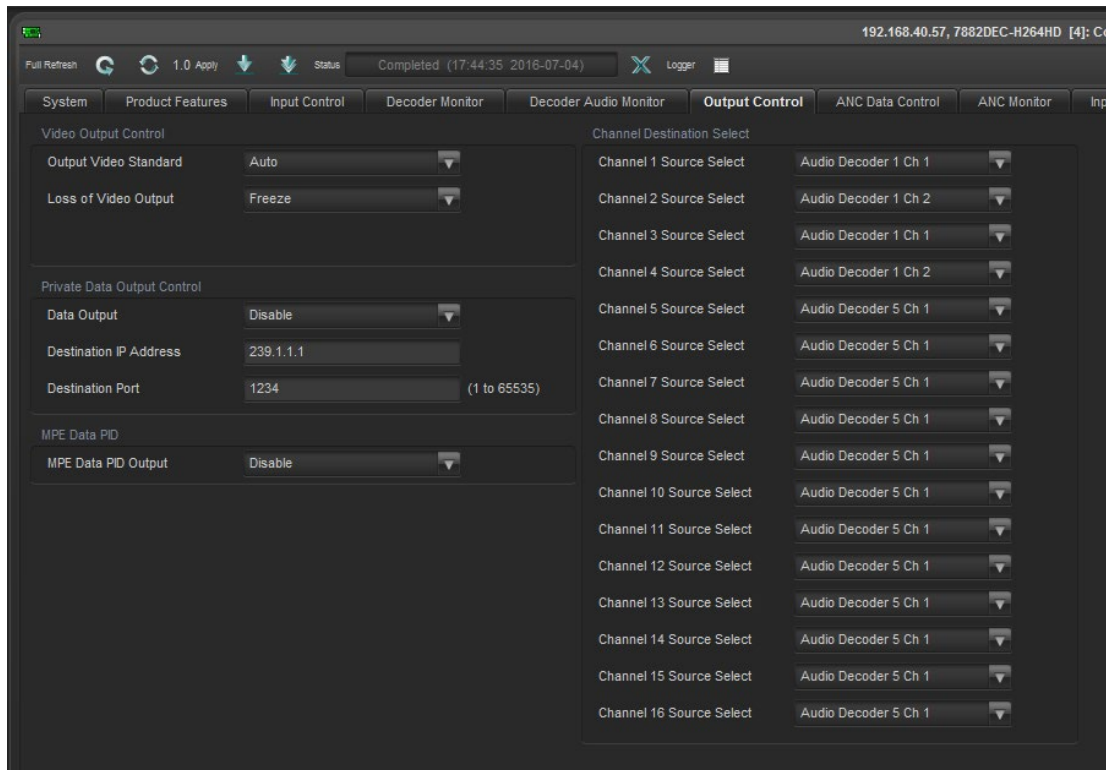 192.168.40.57, 7882DEC-H264HD [4]: Co
Full Refresh 1.0 Apply Status Completed (17:44:35 2016-07-04) Logger
System Product Features Input Control Decoder Monitor Decoder Audio Monitor Output Control ANC Data Control ANC Monitor Inp
Video Output Control
Output Video Standard Auto
Loss of Video Output Freeze
Private Data Output Control
Data Output Disable
Destination IP Address 239.1.1.1
Destination Port 1234 (1 to 65535)
MPE Data PID
MPE Data PID Output Disable
Channel Destination Select
Channel 1 Source Select Audio Decoder 1 Ch 1
Channel 2 Source Select Audio Decoder 1 Ch 2
Channel 3 Source Select Audio Decoder 1 Ch 1
Channel 4 Source Select Audio Decoder 1 Ch 2
Channel 5 Source Select Audio Decoder 5 Ch 1
Channel 6 Source Select Audio Decoder 5 Ch 1
Channel 7 Source Select Audio Decoder 5 Ch 1
Channel 8 Source Select Audio Decoder 5 Ch 1
Channel 9 Source Select Audio Decoder 5 Ch 1
Channel 10 Source Select Audio Decoder 5 Ch 1
Channel 11 Source Select Audio Decoder 5 Ch 1
Channel 12 Source Select Audio Decoder 5 Ch 1
Channel 13 Source Select Audio Decoder 5 Ch 1
Channel 14 Source Select Audio Decoder 5 Ch 1
Channel 15 Source Select Audio Decoder 5 Ch 1
Channel 16 Source Select Audio Decoder 5 Ch 1